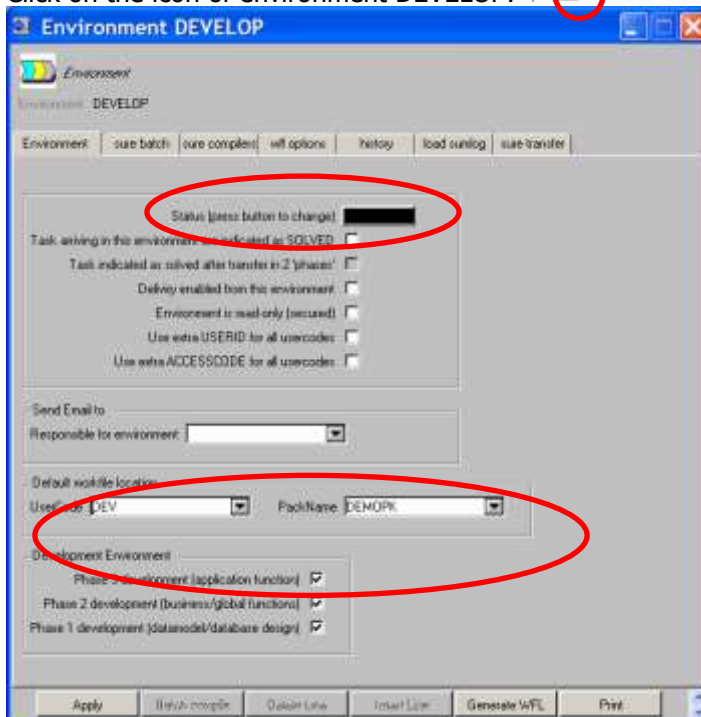 Click on the icon of environment DEVELOP.
Environment DEVELOP
Environment
Environment DEVELOP
Environment sure batch sure compilers wfl options history load sumlog sure transfer
Status (press button to change)
Task arriving in this environment are indicated as SOLVED
Task indicated as solved after transfer in 2 'phases'
Delivery enabled from this environment
Environment is read-only (secured)
Use extra USERID for all usercodes
Use extra ACCESSCODE for all usercodes
Send Email to
Responsible for environment
Default workfile location
UserCode DEV PackName DEMOPK
Development Environment
Phase 3 development (application function)
Phase 2 development (business/global functions)
Phase 1 development (datamodel/database design)
Apply Batch compile Delete Line Insert Line Generate WFL Print